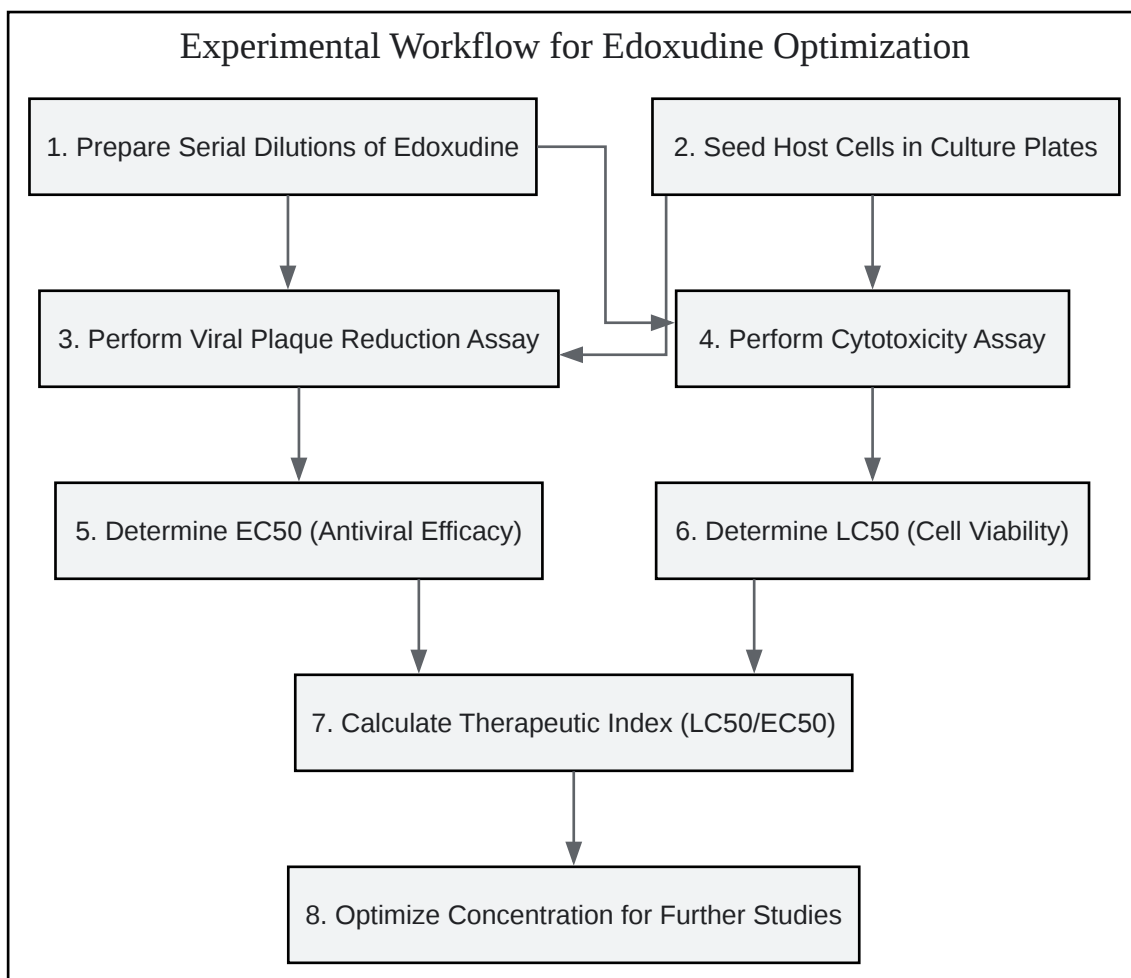 Experimental Workflow for Edoxudine Optimization
1. Prepare Serial Dilutions of Edoxudine
2. Seed Host Cells in Culture Plates
3. Perform Viral Plaque Reduction Assay
4. Perform Cytotoxicity Assay
5. Determine EC50 (Antiviral Efficacy)
6. Determine LC50 (Cell Viability)
7. Calculate Therapeutic Index (LC50/EC50)
8. Optimize Concentration for Further Studies